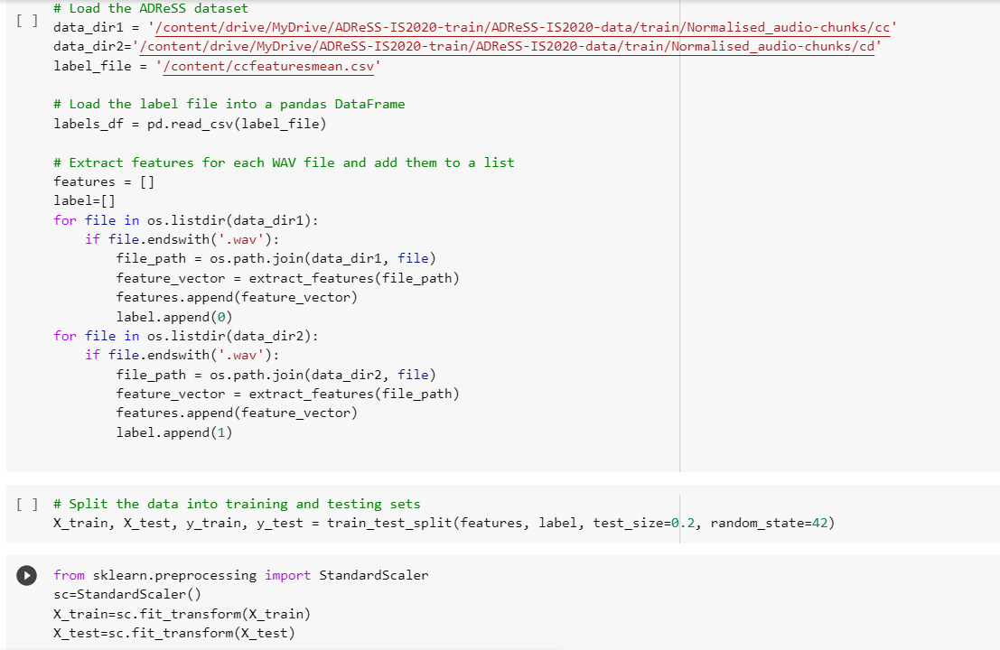 # Load the ADReSS dataset
[ ] data_dir1 = '/content/drive/MyDrive/ADReSS-IS2020-train/ADReSS-IS2020-data/train/Normalised_audio-chunks/cc'
data_dir2='/content/drive/MyDrive/ADReSS-IS2020-train/ADReSS-IS2020-data/train/Normalised_audio-chunks/cd'
label_file = '/content/ccfeaturesmean.csv'

# Load the label file into a pandas DataFrame
labels_df = pd.read_csv(label_file)

# Extract features for each WAV file and add them to a list
features = []
label=[]
for file in os.listdir(data_dir1):
    if file.endswith('.wav'):
        file_path = os.path.join(data_dir1, file)
        feature_vector = extract_features(file_path)
        features.append(feature_vector)
        label.append(0)
for file in os.listdir(data_dir2):
    if file.endswith('.wav'):
        file_path = os.path.join(data_dir2, file)
        feature_vector = extract_features(file_path)
        features.append(feature_vector)
        label.append(1)

[ ] # Split the data into training and testing sets
X_train, X_test, y_train, y_test = train_test_split(features, label, test_size=0.2, random_state=42)

from sklearn.preprocessing import StandardScaler
sc=StandardScaler()
X_train=sc.fit_transform(X_train)
X_test=sc.fit_transform(X_test)